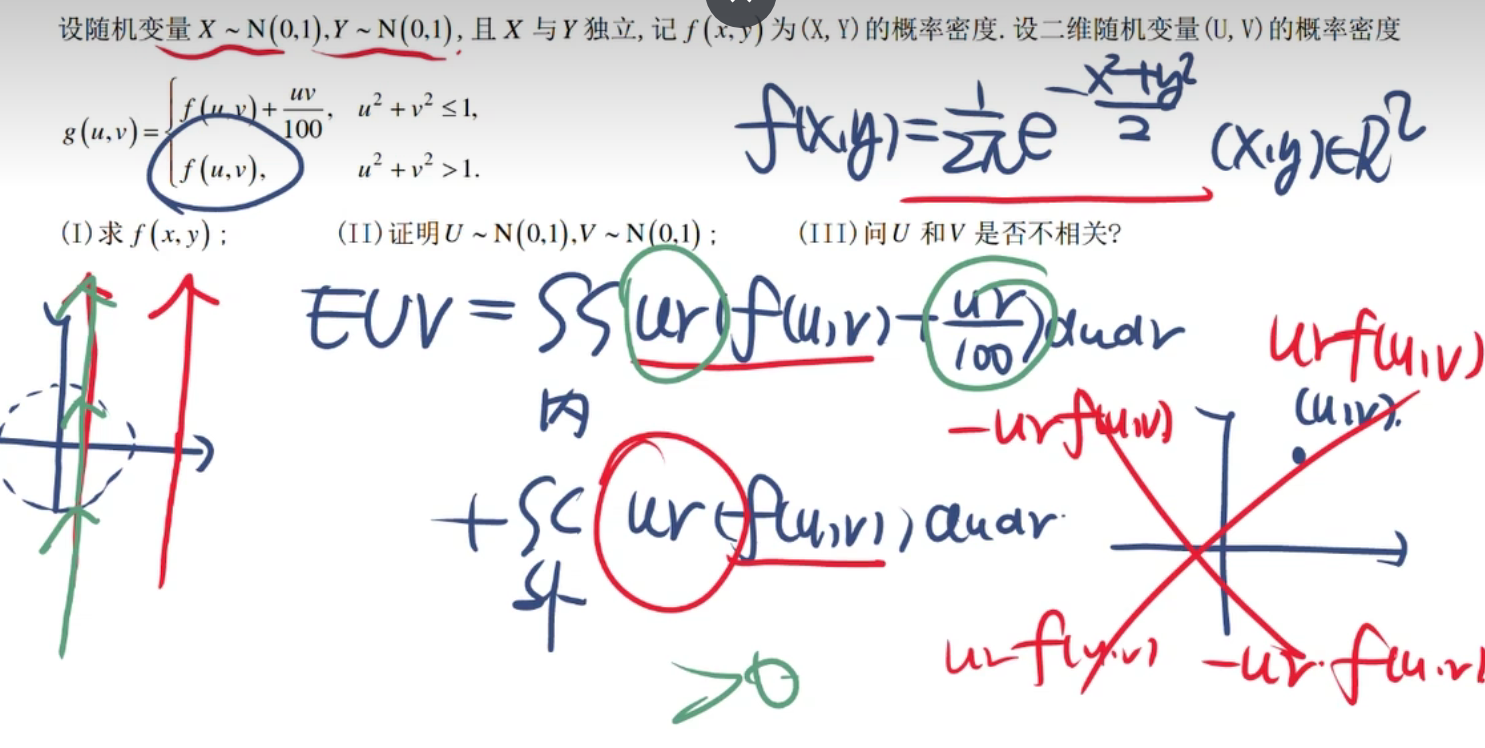 设随机变量 X ~ N(0,1), Y ~ N(0,1), 且 X 与 Y 独立, 记 f(x,y) 为 (X, Y) 的概率密度. 设二维随机变量 (U, V) 的概率密度
g(u,v) = { f(u,v) + uv/100, u² + v² ≤ 1,
f(u,v), u² + v² > 1.
f(x,y) = 1/2π e^(-(x²+y²)/2) (x,y)∈R²
(I) 求 f(x,y) ; (II) 证明 U ~ N(0,1), V ~ N(0,1) ; (III) 问 U 和 V 是否不相关?
EUV = ∬ uv (f(u,v) + uv/100) dudv
内
+ ∬ uv (f(u,v)) dudv
外
>0
uvf(u,v)
(u,v).
-uvf(u,v)
uvf(u,v) -uv·f(u,v)